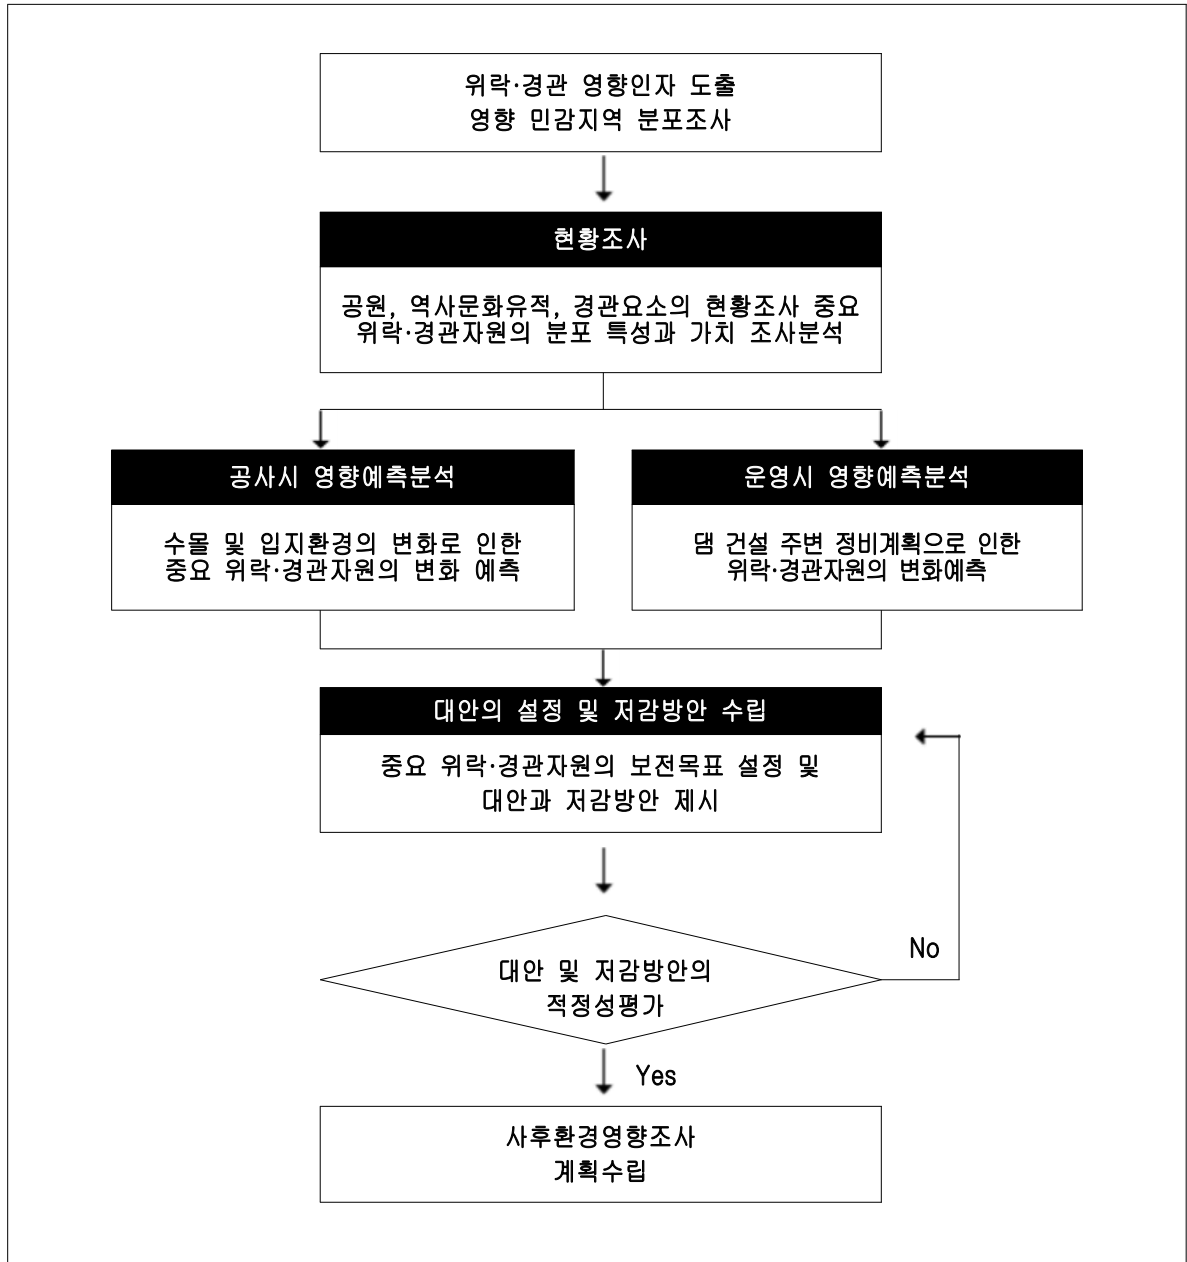 위락·경관 영향인자 도출
영향 민감지역 분포조사
현황조사
공원, 역사문화유적, 경관요소의 현황조사 중요
위락·경관자원의 분포 특성과 가치 조사분석
공사시 영향예측분석
수몰 및 입지환경의 변화로 인한
중요 위락·경관자원의 변화 예측
운영시 영향예측분석
댐 건설 주변 정비계획으로 인한
위락·경관자원의 변화예측
대안의 설정 및 저감방안 수립
중요 위락·경관자원의 보전목표 설정 및
대안과 저감방안 제시
대안 및 저감방안의
적정성평가
No
Yes
사후환경영향조사
계획수립